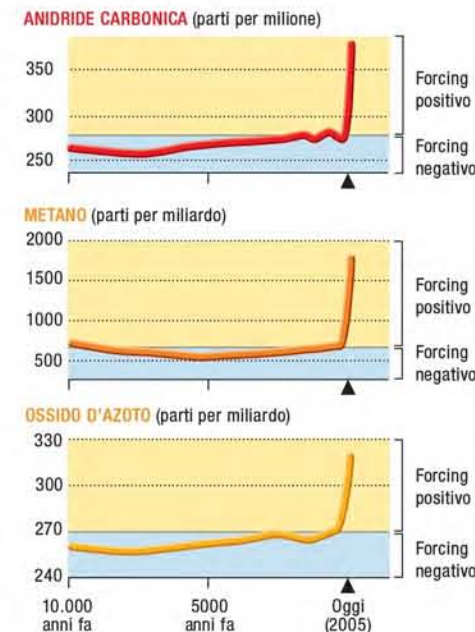 ANIDRIDE CARBONICA (parti per milione)
350
300
250
Forcing
positivo
Forcing
negativo
METANO (parti per miliardo)
2000
1500
1000
500
Forcing
positivo
Forcing
negativo
OSSIDO D'AZOTO (parti per miliardo)
330
300
270
240
Forcing
positivo
Forcing
negativo
10.000
anni fa
5000
anni fa
Oggi
(2005)